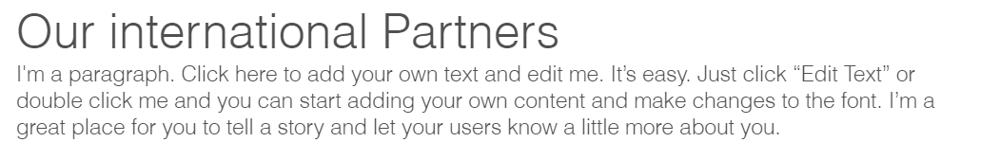 Our international Partners
I'm a paragraph. Click here to add your own text and edit me. It’s easy. Just click “Edit Text” or
double click me and you can start adding your own content and make changes to the font. I’m a
great place for you to tell a story and let your users know a little more about you.